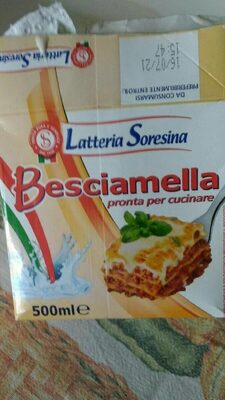 Latteria Soresina
DA CONSUMARSI
PREFERIBILMENTE ENTRO IL
16/07/21
15:47
Latteria Soresina
Besciamella
pronta per cucinare
500ml e